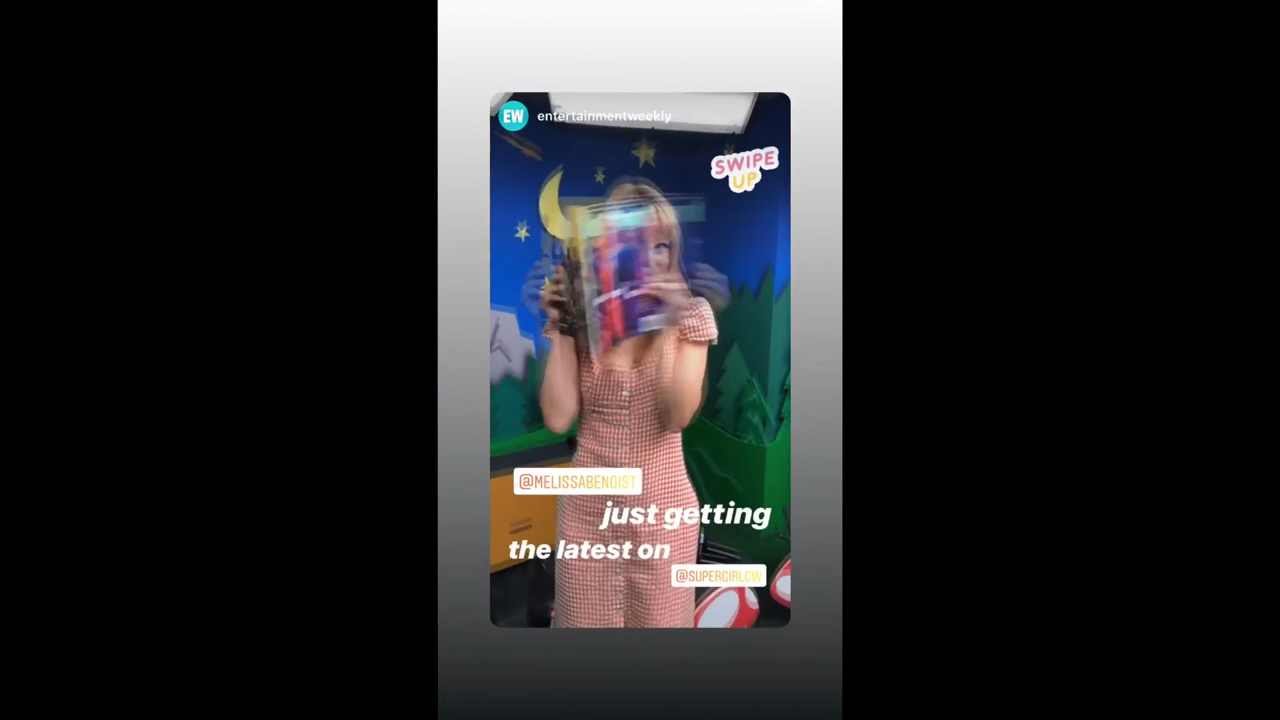 EW entertainmentweekly
SWIPE
UP
@MELISSABENOIST
just getting
the latest on
@SUPERGIRLCW